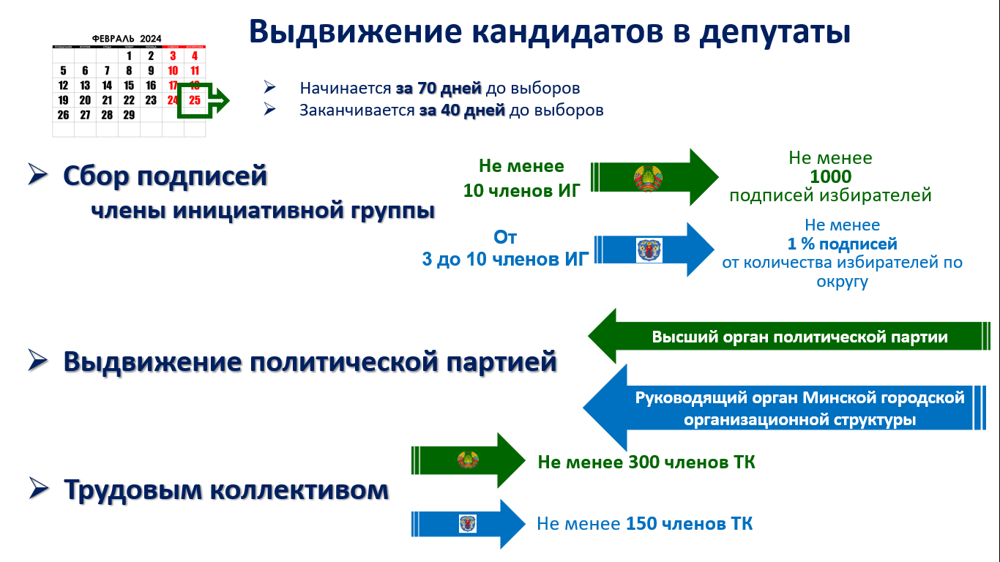 Выдвижение кандидатов в депутаты
ФЕВРАЛЬ 2024
ПОНЕДЕЛЬНИК ВТОРНИК СРЕДА ЧЕТВЕРГ ПЯТНИЦА СУББОТА ВОСКРЕСЕНЬЕ
1 2 3 4
5 6 7 8 9 10 11
12 13 14 15 16 17 18
19 20 21 22 23 24 25
26 27 28 29
Начинается за 70 дней до выборов
Заканчивается за 40 дней до выборов
Сбор подписей
члены инициативной группы
Не менее
10 членов ИГ
Не менее
1000
подписей избирателей
От
3 до 10 членов ИГ
Не менее
1 % подписей
от количества избирателей по
округу
Выдвижение политической партией
Высший орган политической партии
Руководящий орган Минской городской
организационной структуры
Трудовым коллективом
Не менее 300 членов ТК
Не менее 150 членов ТК